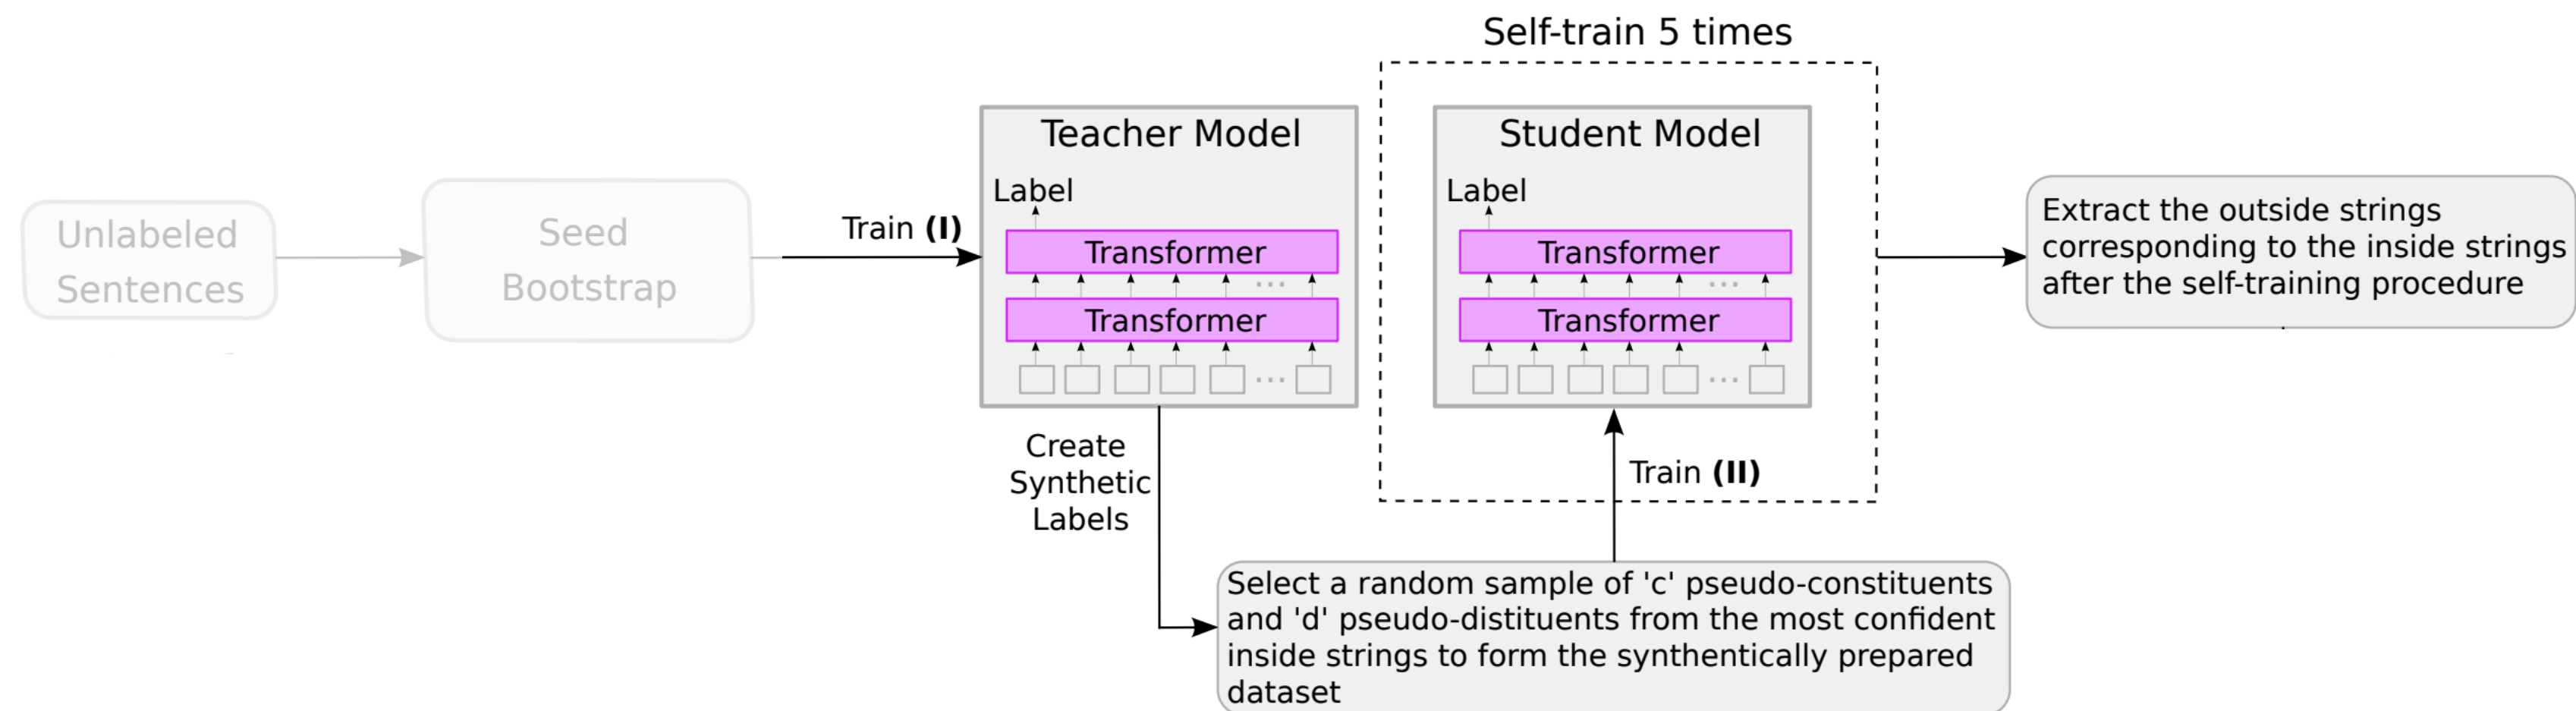 Self-train 5 times
Unlabeled
Sentences
Seed
Bootstrap
Train (I)
Teacher Model
Label
Transformer
...
Transformer
...
Student Model
Label
Transformer
...
Transformer
...
Extract the outside strings
corresponding to the inside strings
after the self-training procedure
Create
Synthetic
Labels
Train (II)
Select a random sample of 'c' pseudo-constituents
and 'd' pseudo-distituents from the most confident
inside strings to form the synthentically prepared
dataset